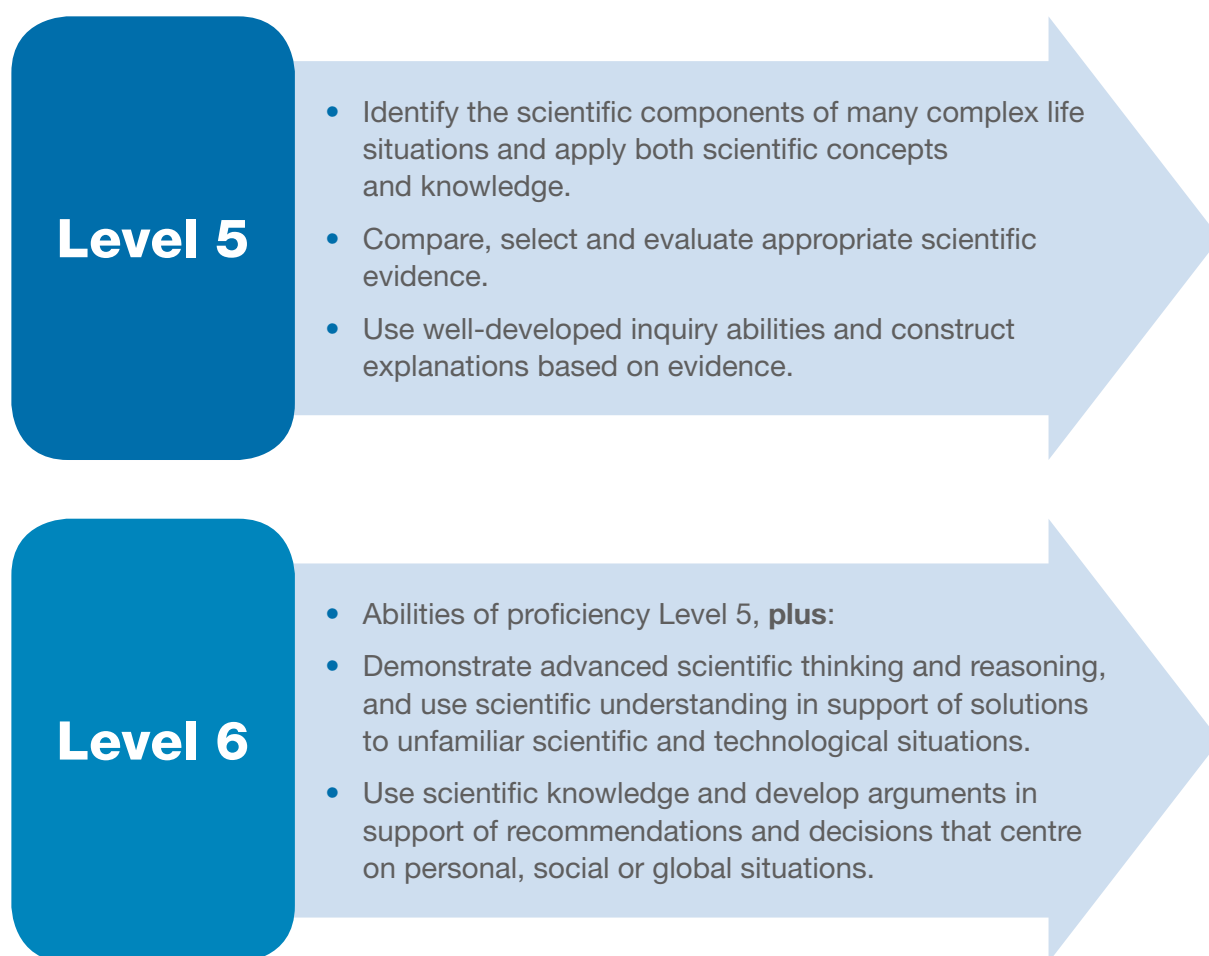 Level 5
• Identify the scientific components of many complex life
situations and apply both scientific concepts
and knowledge.
• Compare, select and evaluate appropriate scientific
evidence.
• Use well-developed inquiry abilities and construct
explanations based on evidence.
Level 6
• Abilities of proficiency Level 5, plus:
• Demonstrate advanced scientific thinking and reasoning,
and use scientific understanding in support of solutions
to unfamiliar scientific and technological situations.
• Use scientific knowledge and develop arguments in
support of recommendations and decisions that centre
on personal, social or global situations.